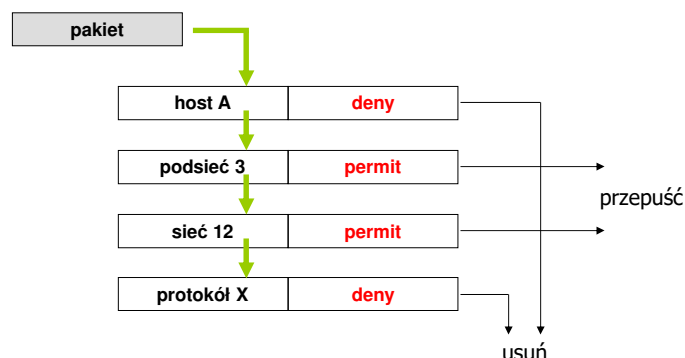 pakiet
host A deny
podsieć 3 permit
przepuść
sieć 12 permit
protokół X deny
usuń